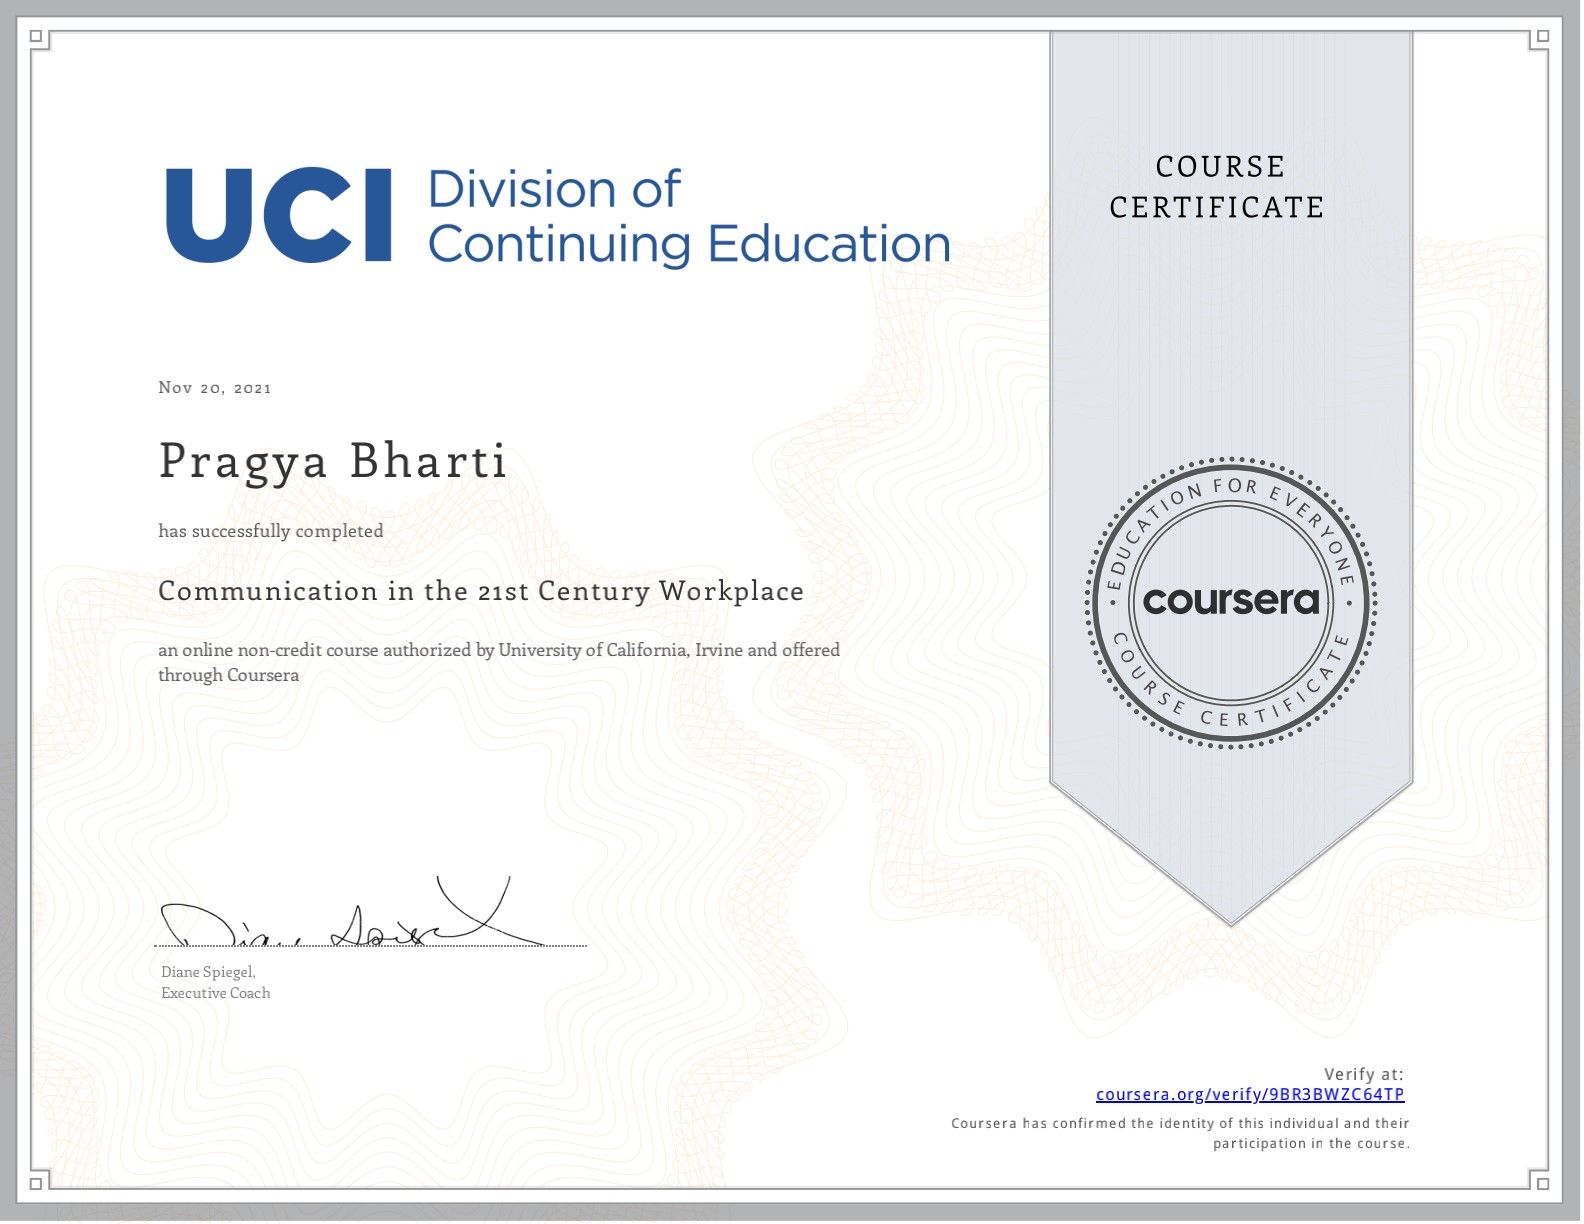 UCI Division of
Continuing Education
COURSE
CERTIFICATE
Nov 20, 2021
Pragya Bharti
has successfully completed
Communication in the 21st Century Workplace
an online non-credit course authorized by University of California, Irvine and offered
through Coursera
EDUCATION FOR EVERYONE
coursera
COURSE CERTIFICATE
Diane Spiegel,
Executive Coach
Verify at:
coursera.org/verify/9BR3BWZC64TP
Coursera has confirmed the identity of this individual and their
participation in the course.